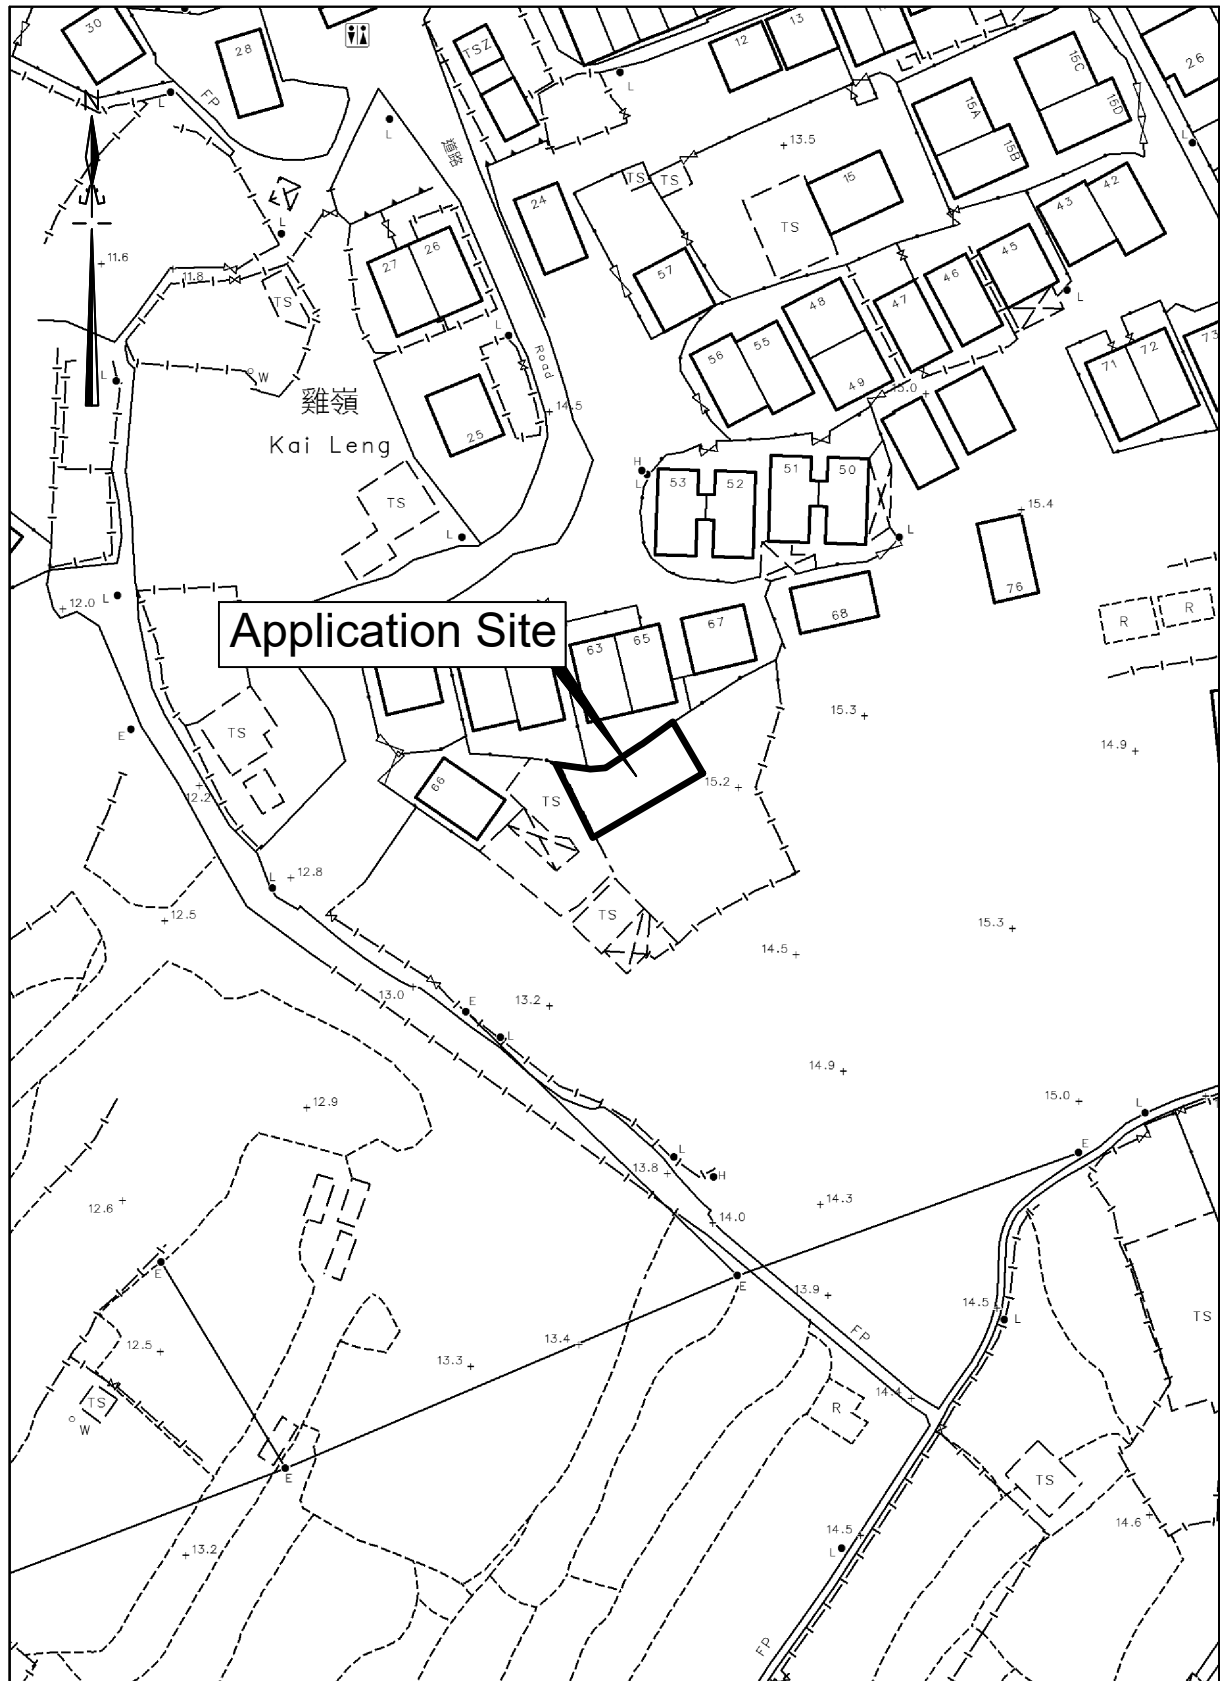 30
28
TSZ
12
13
26
15C
15D
15A
15B
L
FP
L
L
L
道路
13.5
TS
TS
15
24
TS
42
43
N
L
11.6
11.8
TS
27
26
57
45
46
47
48
L
49
55
56
L
Road
71
72
73
L
W
雞嶺
Kai Leng
25
14.5
15.0
H
L
53
52
51
50
TS
L
L
15.4
76
12.0
L
68
R
R
Application Site
63
65
67
15.3
14.9
E
TS
66
TS
15.2
12.2
L
12.8
12.5
TS
14.5
15.3
13.0
E
13.2
L
14.9
15.0
L
12.9
E
L
13.8
H
12.6
14.3
14.0
E
E
13.9
14.5
L
TS
FP
12.5
13.4
13.3
TS
W
14.4
R
E
TS
14.6
14.5
L
13.2
FP